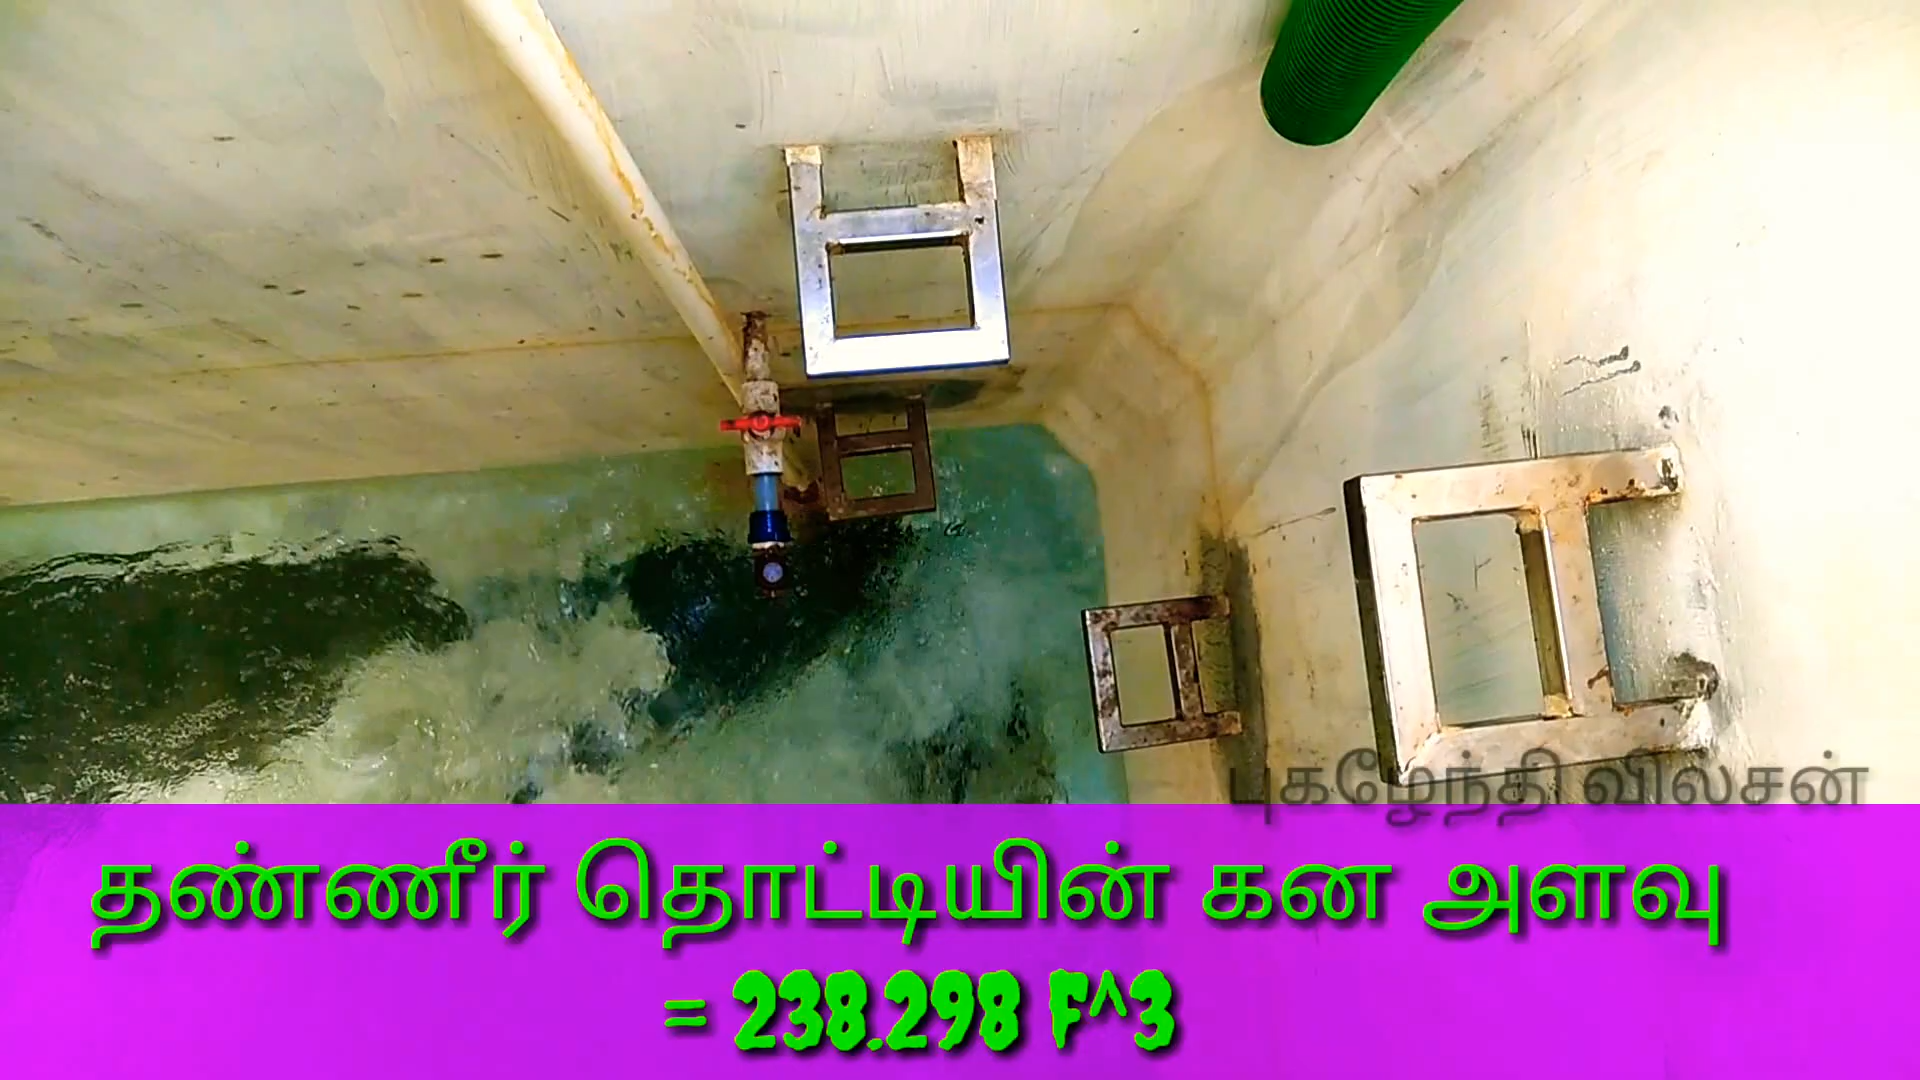 புகழேந்தி வில்சன்
தண்ணீர் தொட்டியின் கன அளவு
= 238.298 F^3